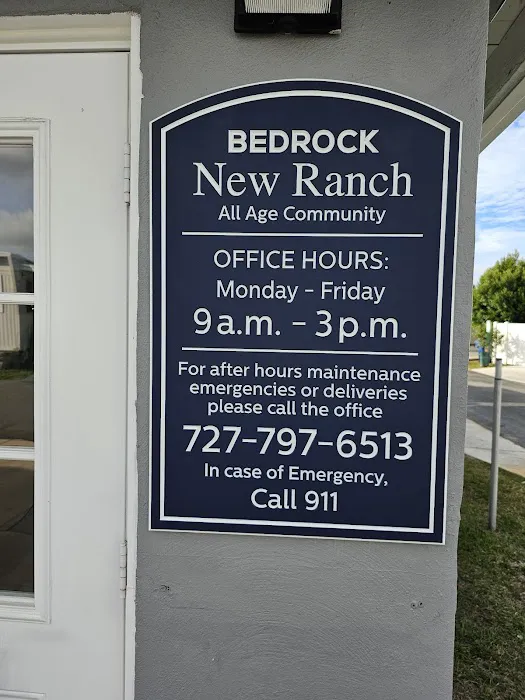 BEDROCK
New Ranch
All Age Community
OFFICE HOURS:
Monday - Friday
9 a.m. - 3 p.m.
For after hours maintenance
emergencies or deliveries
please call the office
727-797-6513
In case of Emergency,
Call 911